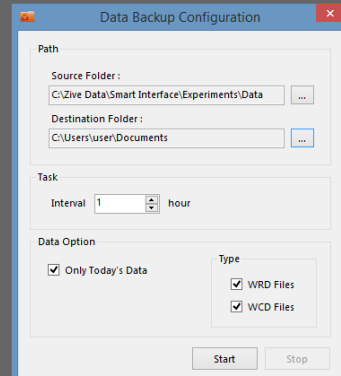 Data Backup Configuration
Path
Source Folder :
C:\Zive Data\Smart Interface\Experiments\Data
...
Destination Folder :
C:\Users\user\Documents
...
Task
Interval 1 hour
Data Option
Only Today's Data
Type
WRD Files
WCD Files
Start Stop